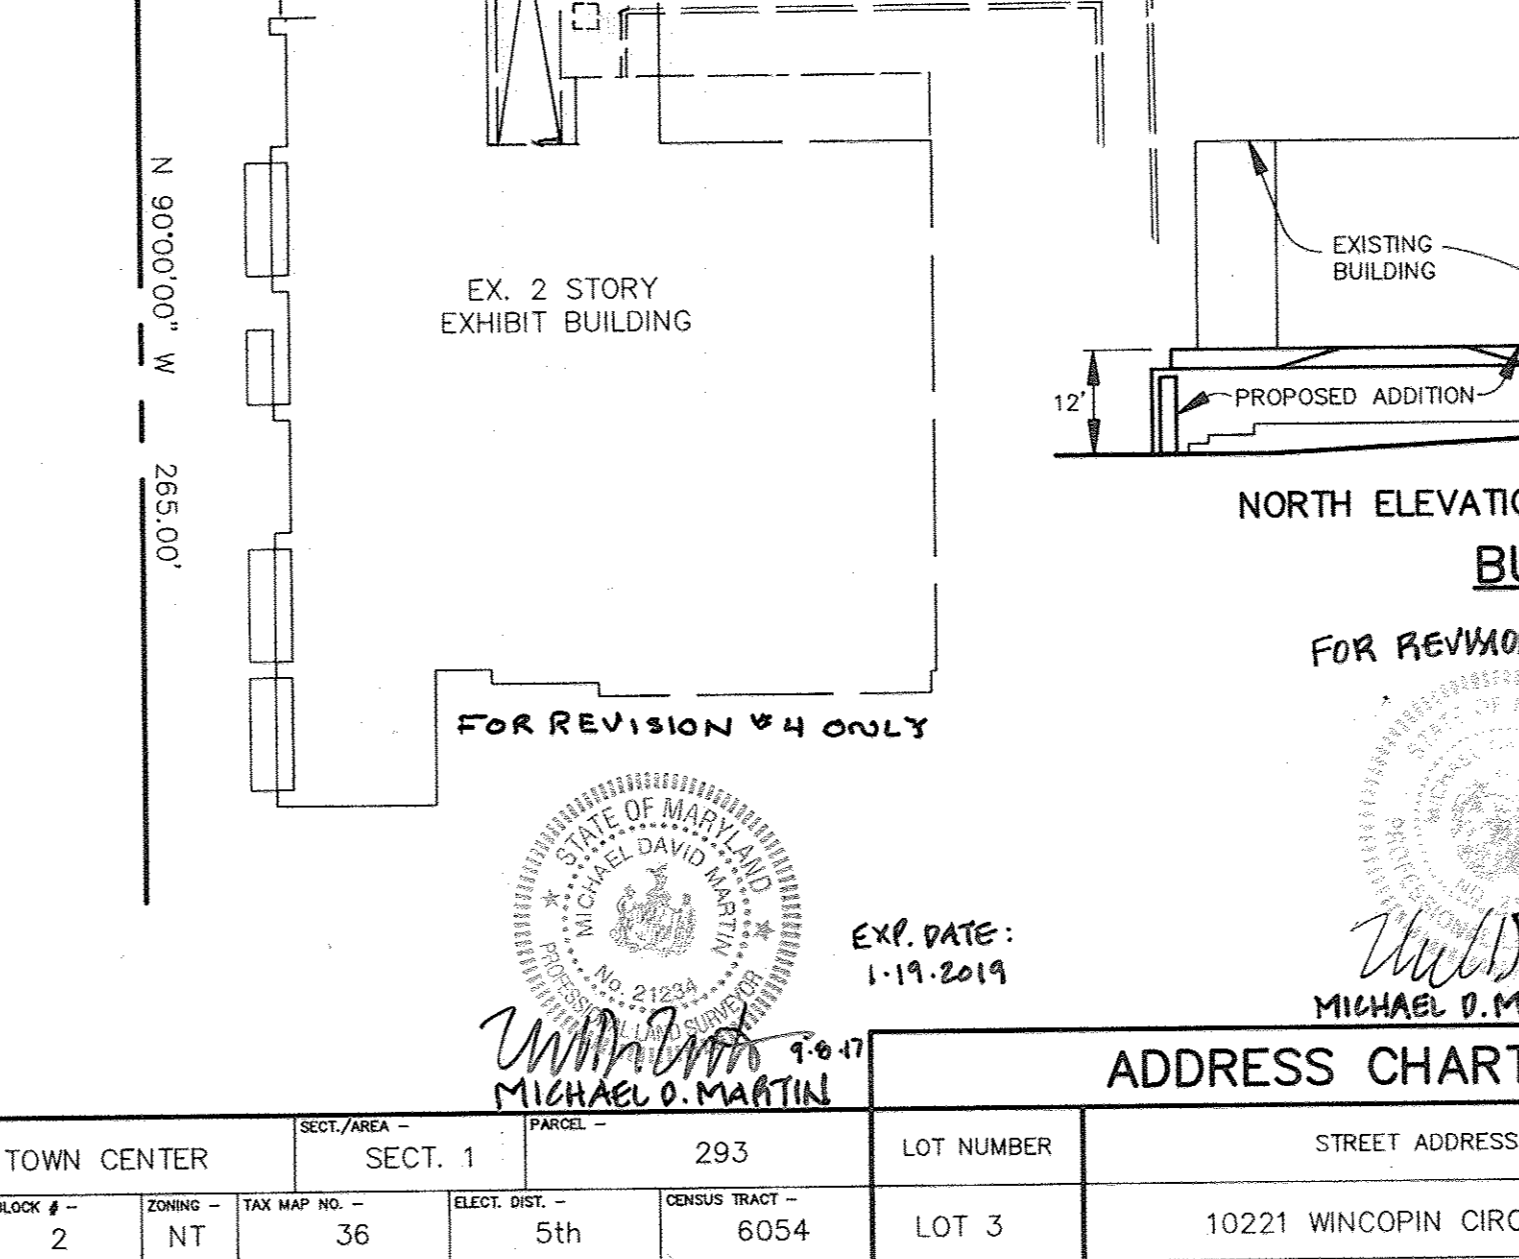 N 90°00'00" W 265.00'
EX. 2 STORY
EXHIBIT BUILDING
EXISTING
BUILDING
12'
PROPOSED ADDITION
NORTH ELEVATIO
BU
FOR REVISIO
FOR REVISION #4 ONLY
STATE OF MARYLAND
MICHAEL DAVID MARTIN
No. 21234
PROFESSIONAL LAND SURVEYOR
STATE OF
EXP. DATE:
1.19.2019
9.8.17
MICHAEL D. MARTIN
MICHAEL D. M
ADDRESS CHART
TOWN CENTER
SECT./AREA –
SECT. 1
PARCEL –
293
LOT NUMBER
STREET ADDRESS
BLOCK # –
2
ZONING –
NT
TAX MAP NO. –
36
ELECT. DIST. –
5th
CENSUS TRACT –
6054
LOT 3
10221 WINCOPIN CIRC